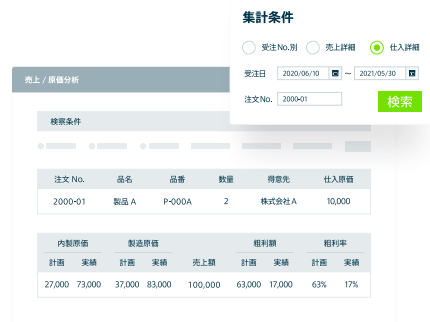 集計条件
受注No.別 売上詳細 仕入詳細
受注日 2020/06/10 ～ 2021/05/30
注文No. 2000-01 検索
売上 / 原価分析
検索条件
注文 No. 品名 品番 数量 得意先 仕入原価
2000-01 製品 A P-000A 2 株式会社A 10,000
内製原価 製造原価 売上額 粗利額 粗利率
計画 実績 計画 実績 計画 実績 計画 実績
27,000 73,000 37,000 83,000 100,000 63,000 17,000 63% 17%